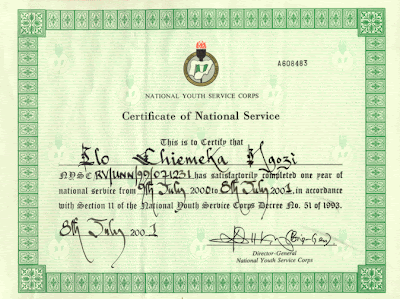 A608483
NATIONAL YOUTH SERVICE CORPS
Certificate of National Service
This is to Certify that
Ilo Chiemeka Ngozi
NYSC RV/UNN/99/071231 has satisfactorily completed one year of
national service from 9th July 2000 to 8th July 2001, in accordance
with Section 11 of the National Youth Service Corps Decree No. 51 of 1993.
8th July 2001
Director-General
National Youth Service Corps